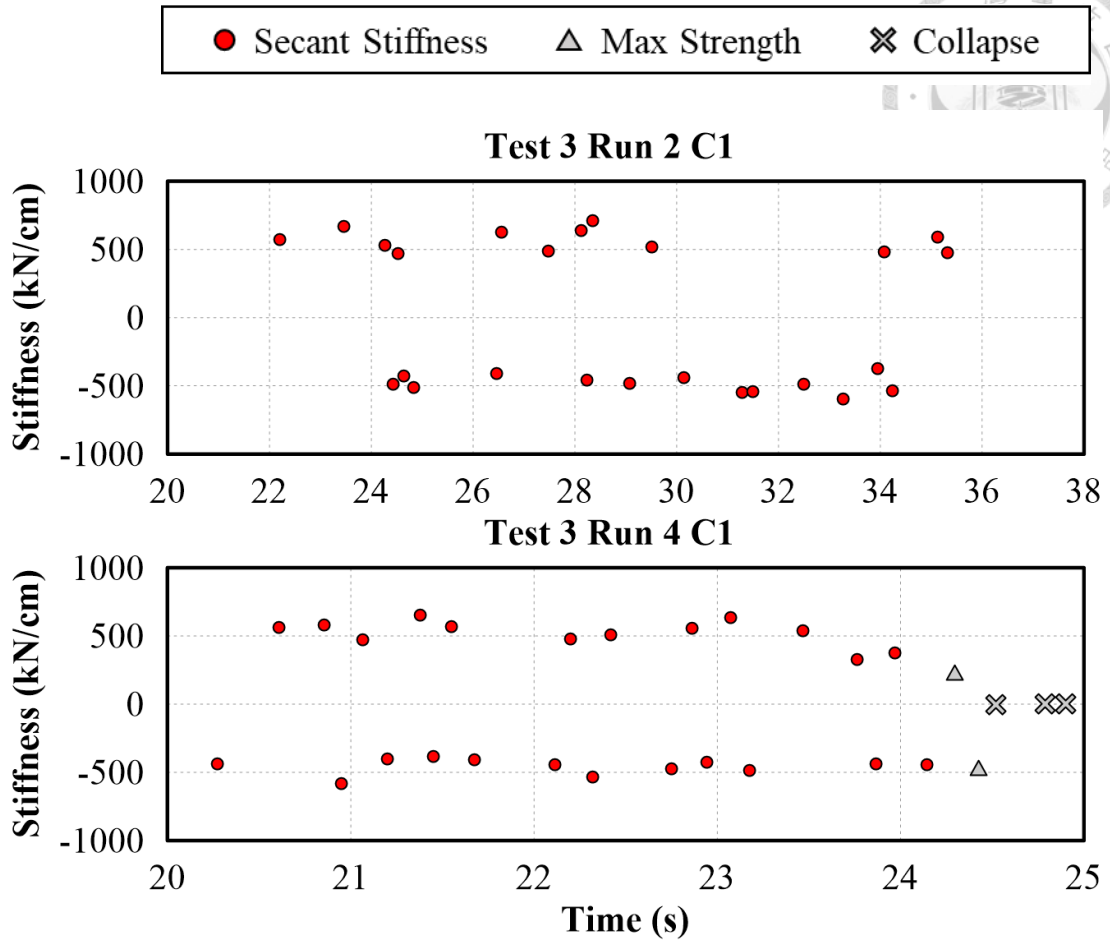 Secant Stiffness Max Strength Collapse
Test 3 Run 2 C1
Stiffness (kN/cm)
1000
500
0
-500
-1000
20 22 24 26 28 30 32 34 36 38
Test 3 Run 4 C1
Stiffness (kN/cm)
1000
500
0
-500
-1000
20 21 22 23 24 25
Time (s)